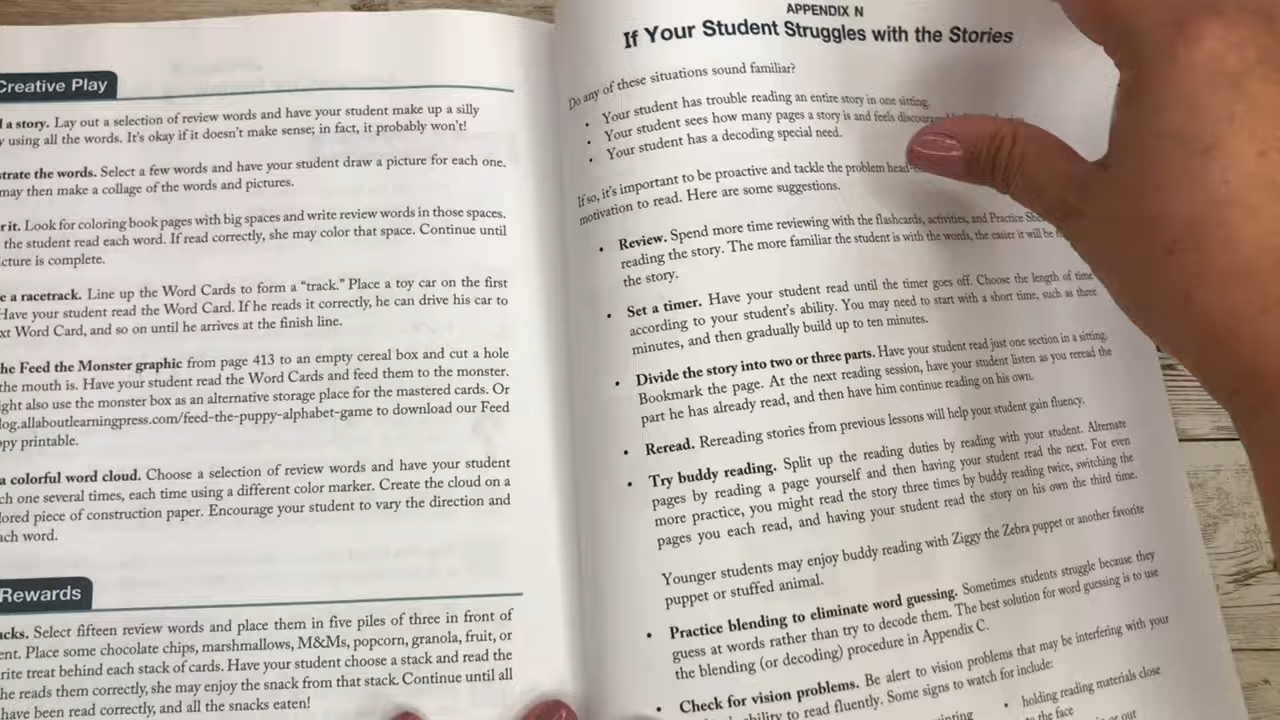 Creative Play
a story. Lay out a selection of review words and have your student make up a silly
using all the words. It's okay if it doesn't make sense; in fact, it probably won't!
the words. Select a few words and have your student draw a picture for each one.
may then make a collage of the words and pictures.
it. Look for coloring book pages with big spaces and write review words in those spaces.
the student read each word. If read correctly, she may color that space. Continue until
is complete.
a racetrack. Line up the Word Cards to form a "track." Place a toy car on the first
Have your student read the Word Card. If he reads it correctly, he can drive his car to
Word Card, and so on until he arrives at the finish line.
the Feed the Monster graphic from page 413 to an empty cereal box and cut a hole
the mouth is. Have your student read the Word Cards and feed them to the monster.
also use the monster box as an alternative storage place for the mastered cards. Or
log.allaboutlearningpress.com/feed-the-puppy-alphabet-game to download our Feed
printable.
a colorful word cloud. Choose a selection of review words and have your student
one several times, each time using a different color marker. Create the cloud on a
piece of construction paper. Encourage your student to vary the direction and
word.
Rewards
Select fifteen review words and place them in five piles of three in front of
Place some chocolate chips, marshmallows, M&Ms, popcorn, granola, fruit, or
treat behind each stack of cards. Have your student choose a stack and read the
he reads them correctly, she may enjoy the snack from that stack. Continue until all
have been read correctly, and all the snacks eaten!
APPENDIX N
If Your Student Struggles with the Stories
Do any of these situations sound familiar?
• Your student has trouble reading an entire story in one sitting.
• Your student sees how many pages a story is and feels
• Your student has a decoding special need.
If so, it's important to be proactive and tackle the problem
motivation to read. Here are some suggestions.
• Review. Spend more time reviewing with the flashcards, activities, and Practice
reading the story. The more familiar the student is with the words, the easier it will be
the story.
• Set a timer. Have your student read until the timer goes off. Choose the length of time
according to your student's ability. You may need to start with a short time, such as three
minutes, and then gradually build up to ten minutes.
• Divide the story into two or three parts. Have your student read just one section in a sitting.
Bookmark the page. At the next reading session, have your student listen as you reread the
part he has already read, and then have him continue reading on his own.
• Reread. Rereading stories from previous lessons will help your student gain fluency.
• Try buddy reading. Split up the reading duties by reading with your student. Alternate
pages by reading a page yourself and then having your student read the next. For even
more practice, you might read the story three times by buddy reading twice, switching the
pages you each read, and having your student read the story on his own the third time.
Younger students may enjoy buddy reading with Ziggy the Zebra puppet or another favorite
puppet or stuffed animal.
• Practice blending to eliminate word guessing. Sometimes students struggle because they
guess at words rather than try to decode them. The best solution for word guessing is to use
the blending (or decoding) procedure in Appendix C.
• Check for vision problems. Be alert to vision problems that may be interfering with your
ability to read fluently. Some signs to watch for include:
• holding reading materials close
the face
or out